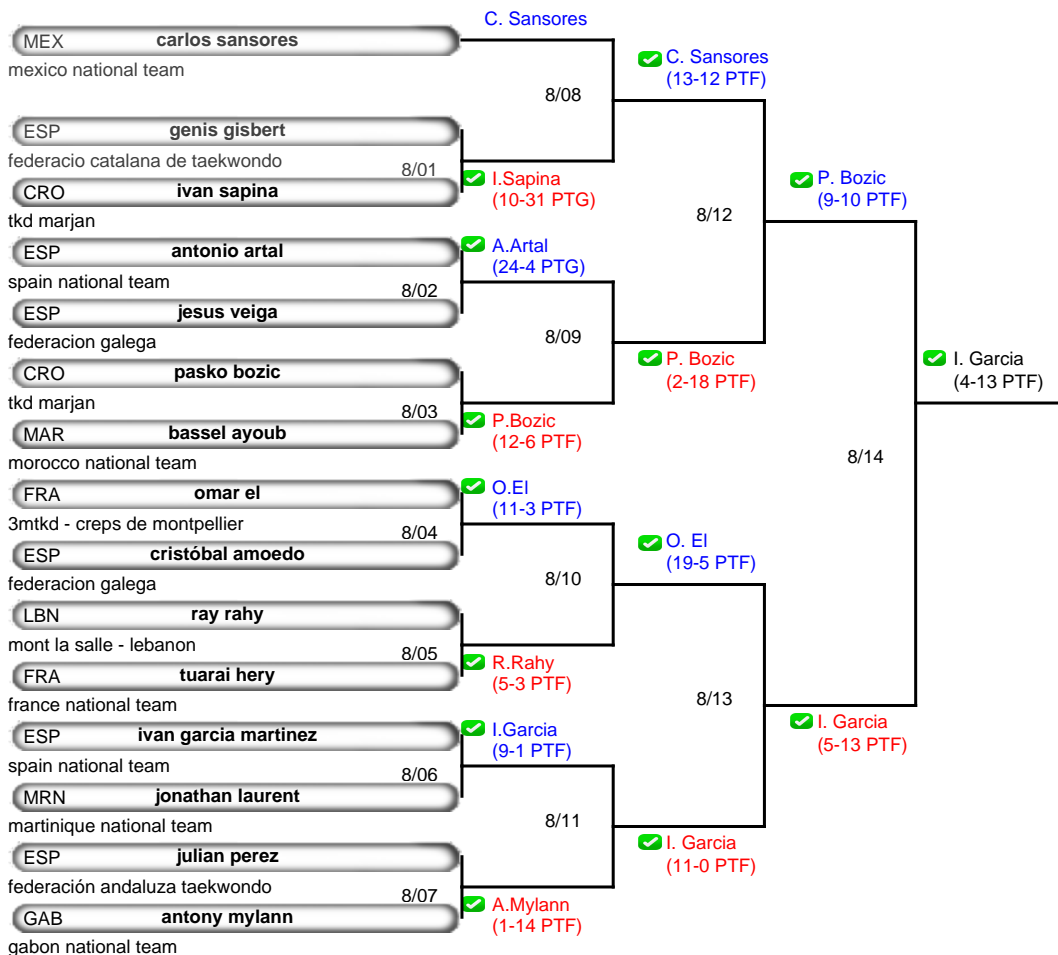 C. Sansores
MEX carlos sansores
mexico national team
C. Sansores
(13-12 PTF)
8/08
ESP genis gisbert
federacio catalana de taekwondo
8/01
CRO ivan sapina
tkd marjan
I.Sapina
(10-31 PTG)
P. Bozic
(9-10 PTF)
8/12
ESP antonio artal
spain national team
A.Artal
(24-4 PTG)
8/02
ESP jesus veiga
federacion galega
8/09
CRO pasko bozic
tkd marjan
P. Bozic
(2-18 PTF)
I. Garcia
(4-13 PTF)
8/03
MAR bassel ayoub
morocco national team
P.Bozic
(12-6 PTF)
8/14
FRA omar el
3mtkd - creps de montpellier
O.El
(11-3 PTF)
8/04
ESP cristóbal amoedo
federacion galega
O. El
(19-5 PTF)
8/10
LBN ray rahy
mont la salle - lebanon
8/05
FRA tuarai hery
france national team
R.Rahy
(5-3 PTF)
8/13
ESP ivan garcia martinez
spain national team
I.Garcia
(9-1 PTF)
I. Garcia
(5-13 PTF)
8/06
MRN jonathan laurent
martinique national team
8/11
ESP julian perez
federación andaluza taekwondo
I. Garcia
(11-0 PTF)
8/07
GAB antony mylann
gabon national team
A.Mylann
(1-14 PTF)